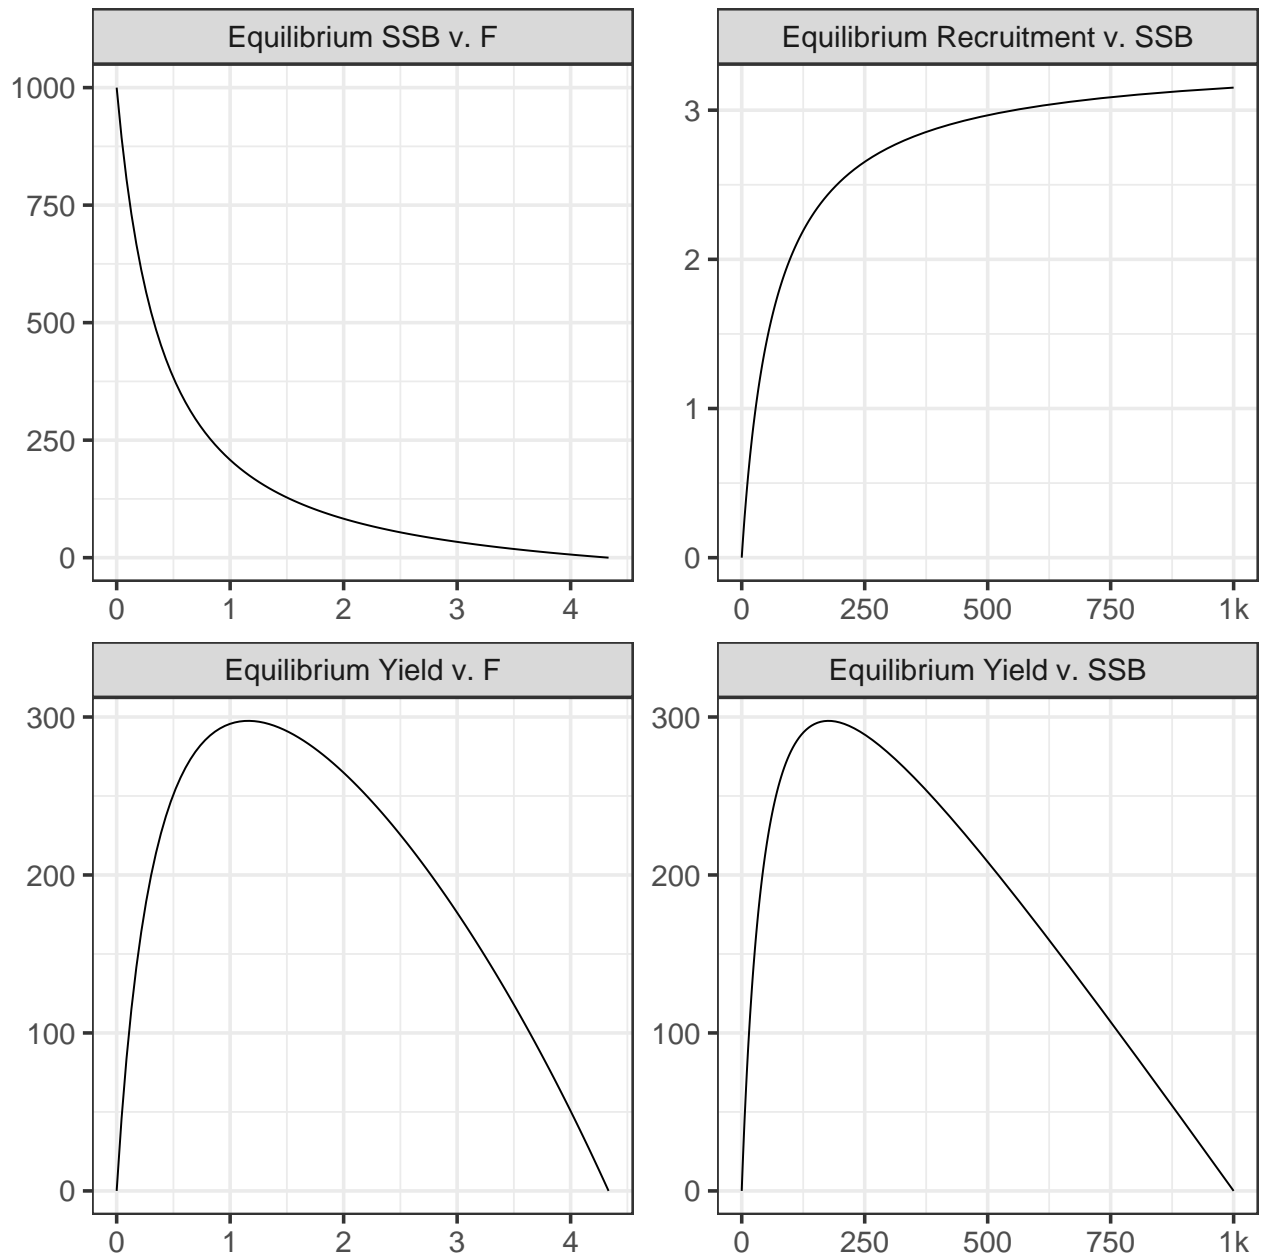 Equilibrium SSB v. F
1000
750
500
250
0
0 1 2 3 4
Equilibrium Recruitment v. SSB
3
2
1
0
0 250 500 750 1k
Equilibrium Yield v. F
300
200
100
0
0 1 2 3 4
Equilibrium Yield v. SSB
300
200
100
0
0 250 500 750 1k